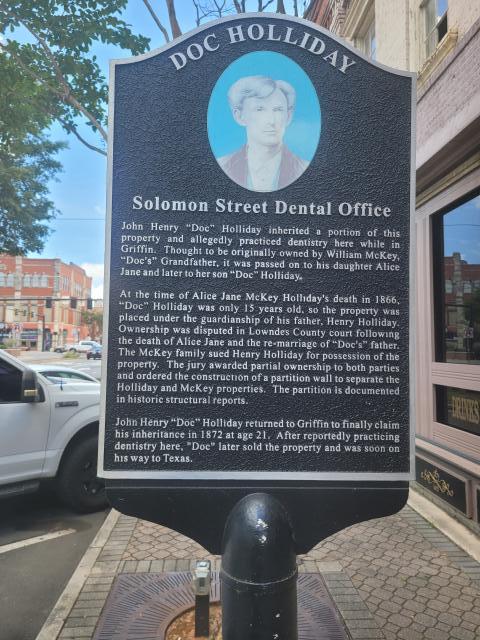 DOC HOLLIDAY
Solomon Street Dental Office
John Henry "Doc" Holliday inherited a portion of this
property and allegedly practiced dentistry here while in
Griffin. Thought to be originally owned by William McKey,
"Doc's" Grandfather, it was passed on to his daughter Alice
Jane and later to her son "Doc" Holliday.
At the time of Alice Jane McKey Holliday's death in 1866,
"Doc" Holliday was only 15 years old, so the property was
placed under the guardianship of his father, Henry Holliday.
Ownership was disputed in Lowndes County court following
the death of Alice Jane and the re-marriage of "Doc's" father.
The McKey family sued Henry Holliday for possession of the
property. The jury awarded partial ownership to both parties
and ordered the construction of a partition wall to separate the
Holliday and McKey properties. The partition is documented
in historic structural reports.
John Henry "Doc" Holliday returned to Griffin to finally claim
his inheritance in 1872 at age 21. After reportedly practicing
dentistry here, "Doc" later sold the property and was soon on
his way to Texas.
DRINKS